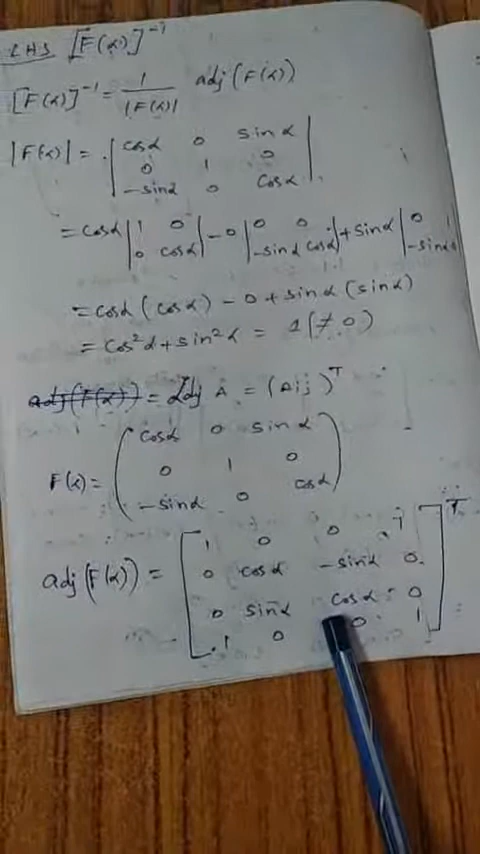 LHS [F(α)]⁻¹
[F(α)]⁻¹ = 1/|F(α)| adj(F(α))
|F(α)| = | cosα 0 sinα |
| 0 1 0 |
| -sinα 0 cosα |
= cosα | 1 0 | - 0 | 0 0 | + sinα | 0 1 |
| 0 cosα | | -sinα cosα | | -sinα 0 |
= cosα (cosα) - 0 + sinα (sinα)
= cos²α + sin²α = 1 (≠ 0)
adj(F(α)) = Adj A = (Aij)ᵀ
( cosα 0 sinα )
F(α) = ( 0 1 0 )
( -sinα 0 cosα )
[ 1 0 0 1 ]ᵀ
adj(F(α)) = [ 0 cosα -sinα 0 ]
[ 0 sinα cosα 0 ]
[ 1 0 0 1 ]